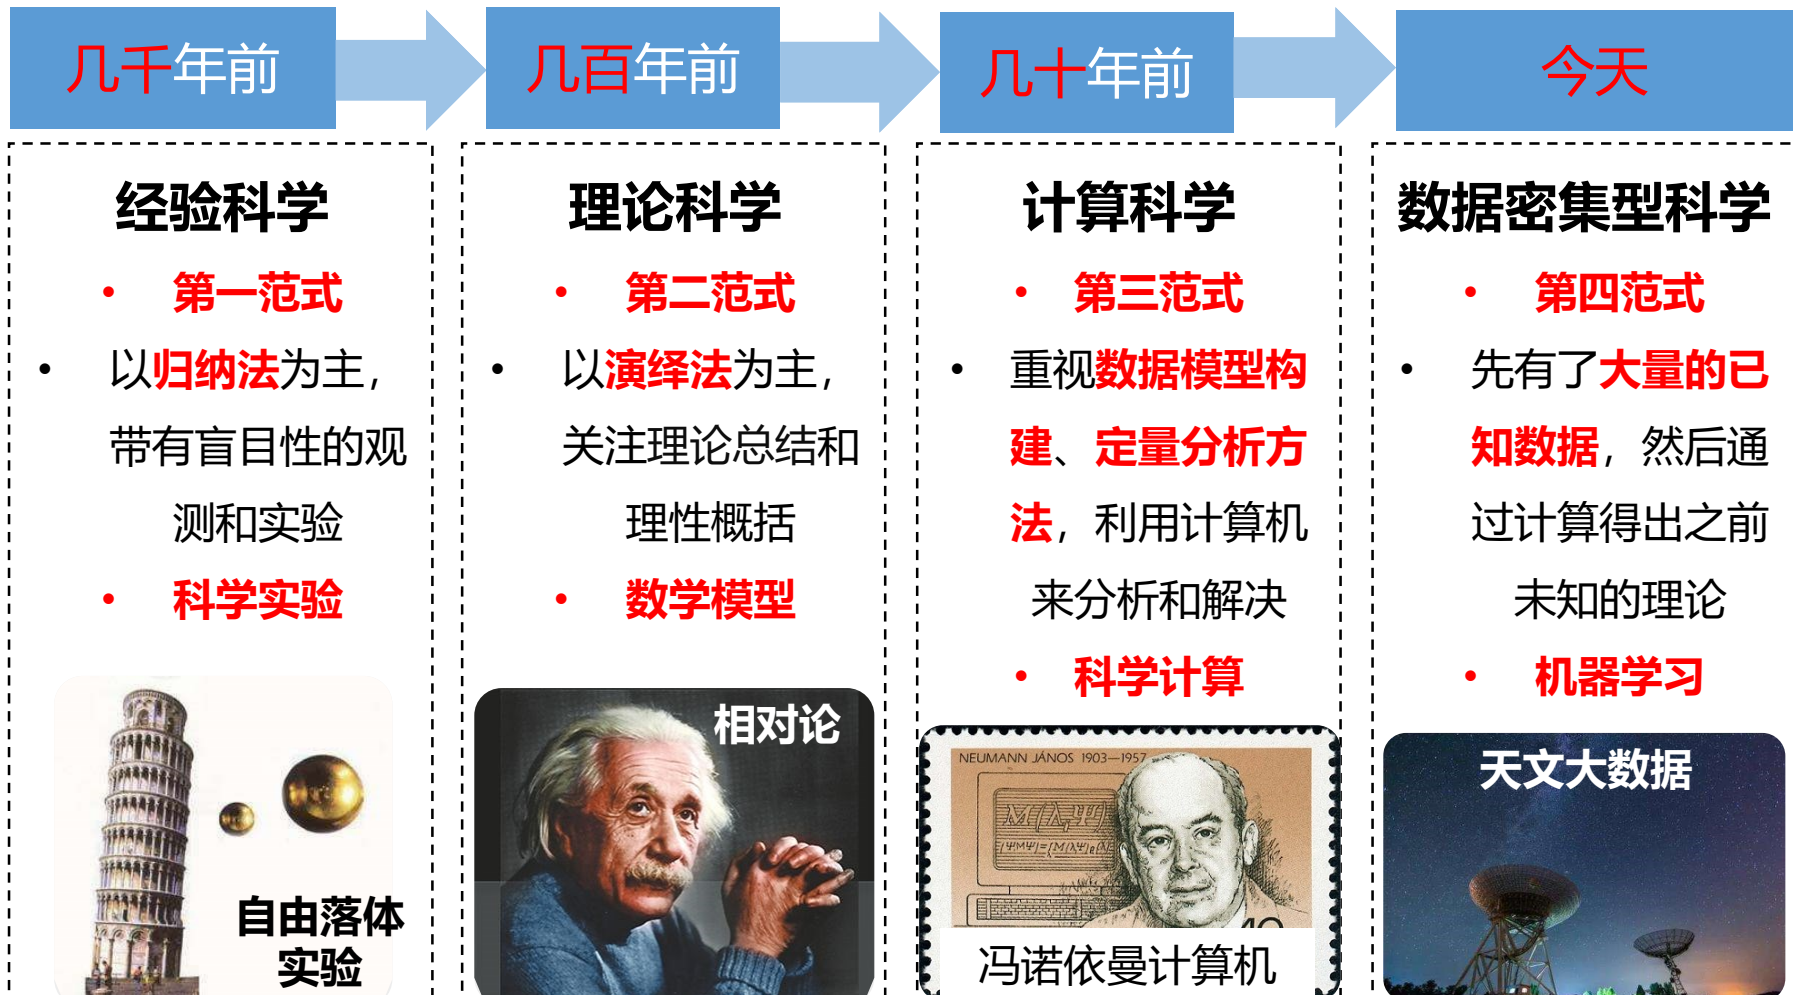 几千年前
几百年前
几十年前
今天
经验科学
• 第一范式
• 以归纳法为主，
带有盲目性的观
测和实验
• 科学实验
自由落体
实验
理论科学
• 第二范式
• 以演绎法为主，
关注理论总结和
理性概括
• 数学模型
相对论
计算科学
• 第三范式
• 重视数据模型构
建、定量分析方
法，利用计算机
来分析和解决
• 科学计算
NEUMANN JÁNOS 1903—1957
冯诺依曼计算机
数据密集型科学
• 第四范式
• 先有了大量的已
知数据，然后通
过计算得出之前
未知的理论
• 机器学习
天文大数据